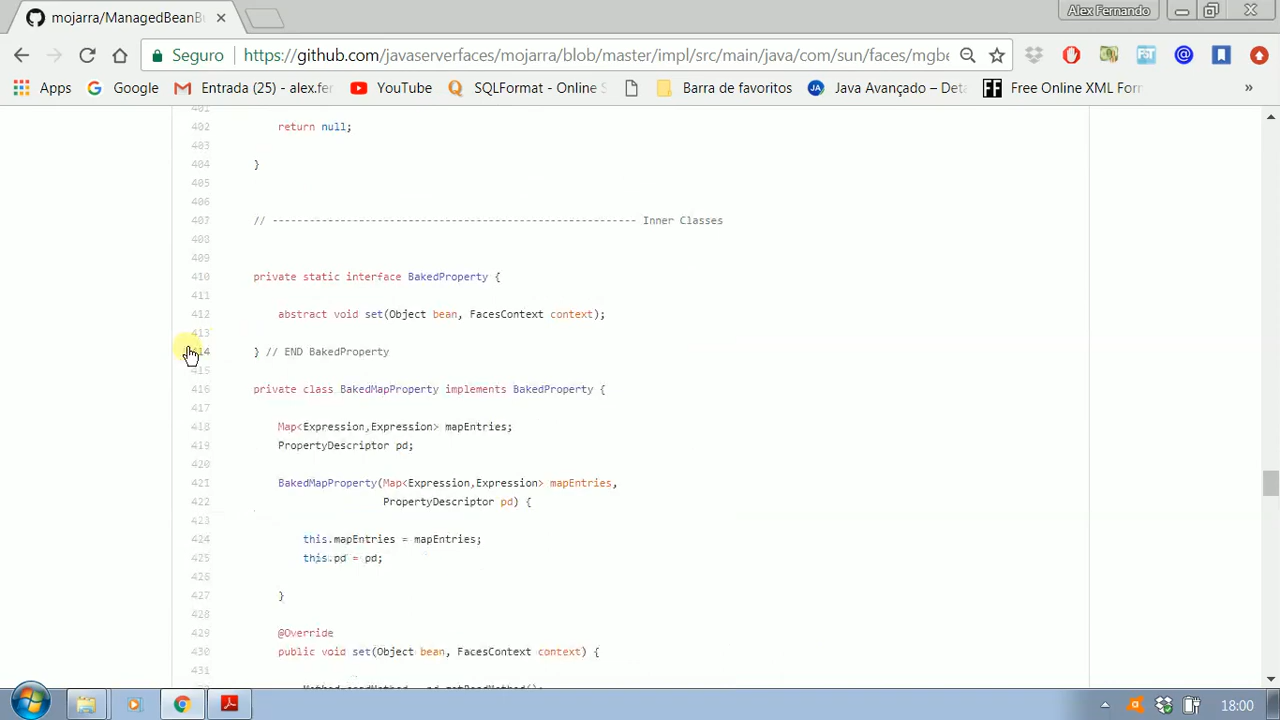 mojarra/ManagedBeanB
Alex Fernando
Seguro
https://github.com/javaserverfaces/mojarra/blob/master/impl/src/main/java/com/sun/faces/mgbe
Apps
Google
Entrada (25) - alex.fer
YouTube
SQLFormat - Online S
Barra de favoritos
Java Avançado – Deta
Free Online XML For
»
401
402 return null;
403
404 }
405
406
407 // ---------------------------------------------------------- Inner Classes
408
409
410 private static interface BakedProperty {
411
412 abstract void set(Object bean, FacesContext context);
413
414 } // END BakedProperty
415
416 private class BakedMapProperty implements BakedProperty {
417
418 Map<Expression,Expression> mapEntries;
419 PropertyDescriptor pd;
420
421 BakedMapProperty(Map<Expression,Expression> mapEntries,
422 PropertyDescriptor pd) {
423
424 this.mapEntries = mapEntries;
425 this.pd = pd;
426
427 }
428
429 @Override
430 public void set(Object bean, FacesContext context) {
431
18:00